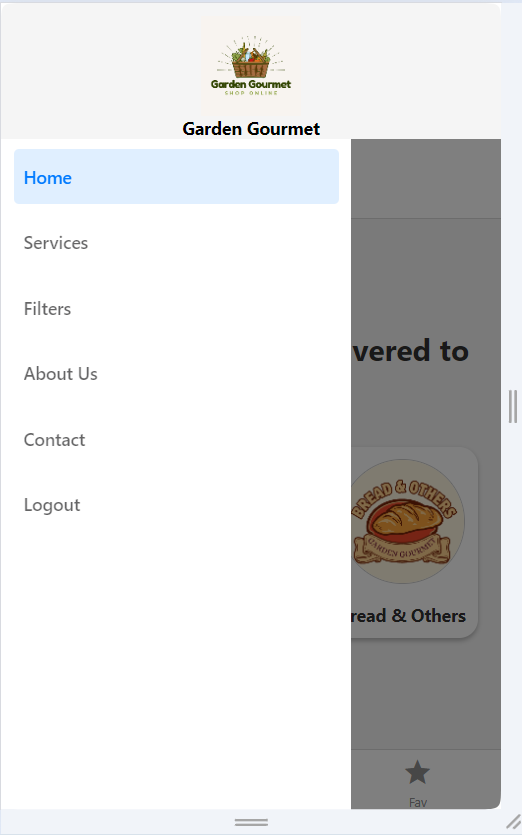 Garden Gourmet
SHOP ONLINE
Garden Gourmet
Home
Services
Filters
About Us
Contact
Logout
vered to
BREAD & OTHERS
GARDEN GOURMET
read & Others
Fav